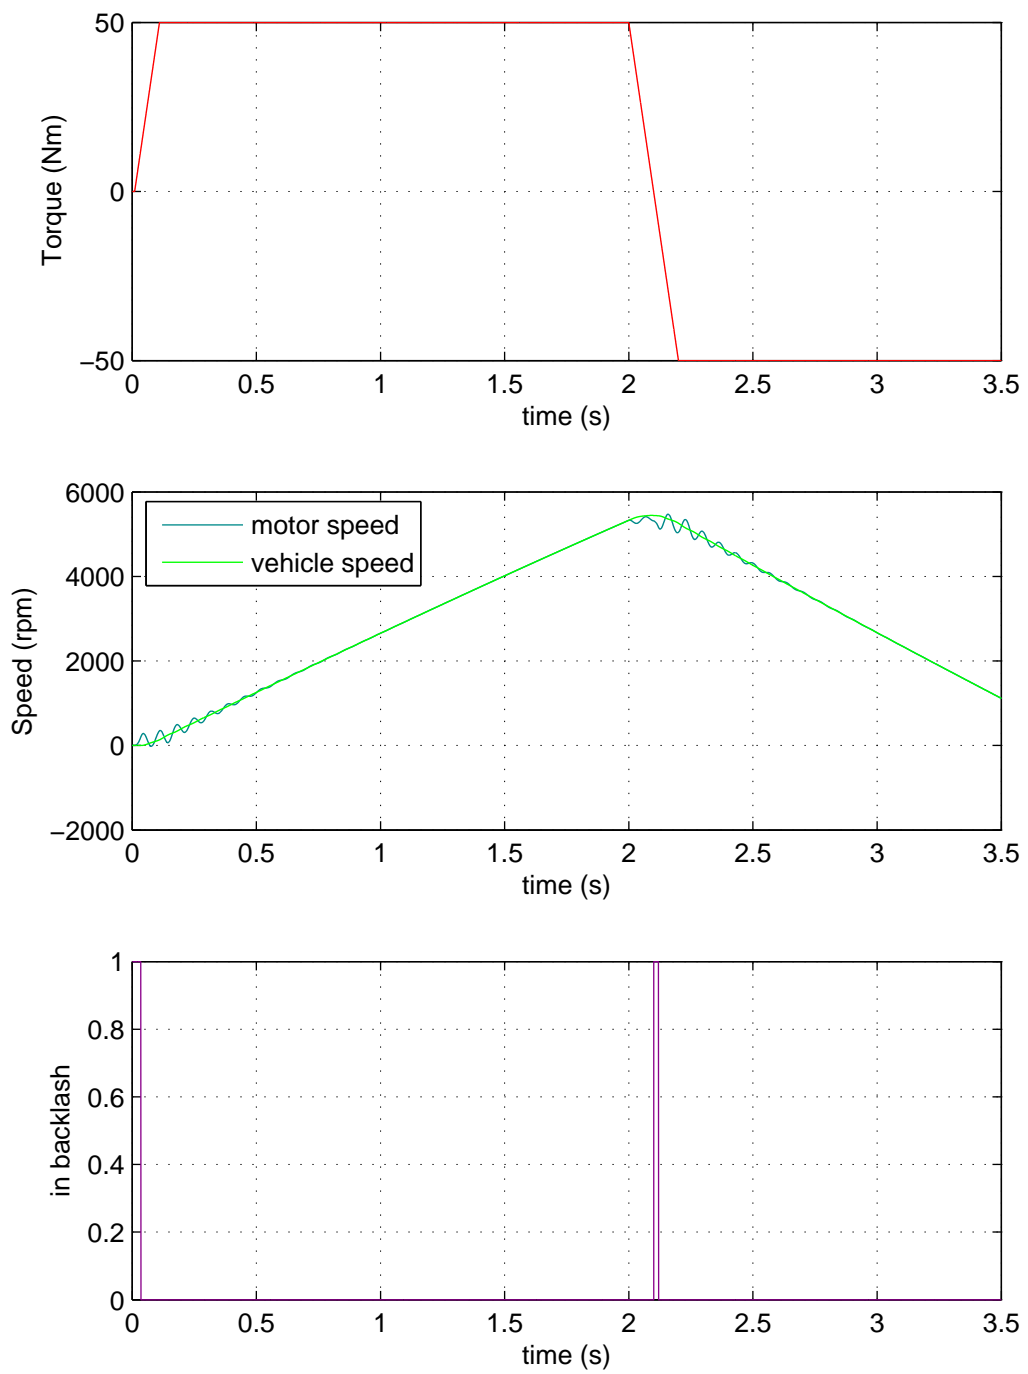 50
0
−50
Torque (Nm)
0 0.5 1 1.5 2 2.5 3 3.5
time (s)
6000
4000
2000
0
−2000
Speed (rpm)
motor speed
vehicle speed
0 0.5 1 1.5 2 2.5 3 3.5
time (s)
1
0.8
0.6
0.4
0.2
0
in backlash
0 0.5 1 1.5 2 2.5 3 3.5
time (s)